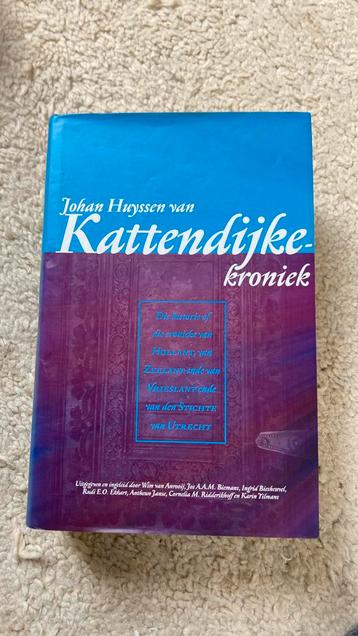 Johan Huyssen van
Kattendijke-
kroniek
Die historie of
die cronicke van
HOLLANT, van
ZEELANT ende van
VRIESLANT ende
van den STICHTE
van UTRECHT
Uitgegeven en ingeleid door Wim van Anrooij, Jos A.A.M. Biemans, Ingrid Biesheuvel,
Rudi E.O. Ekkart, Antheun Janse, Cornelia M. Ridderikhoff en Karin Tilmans